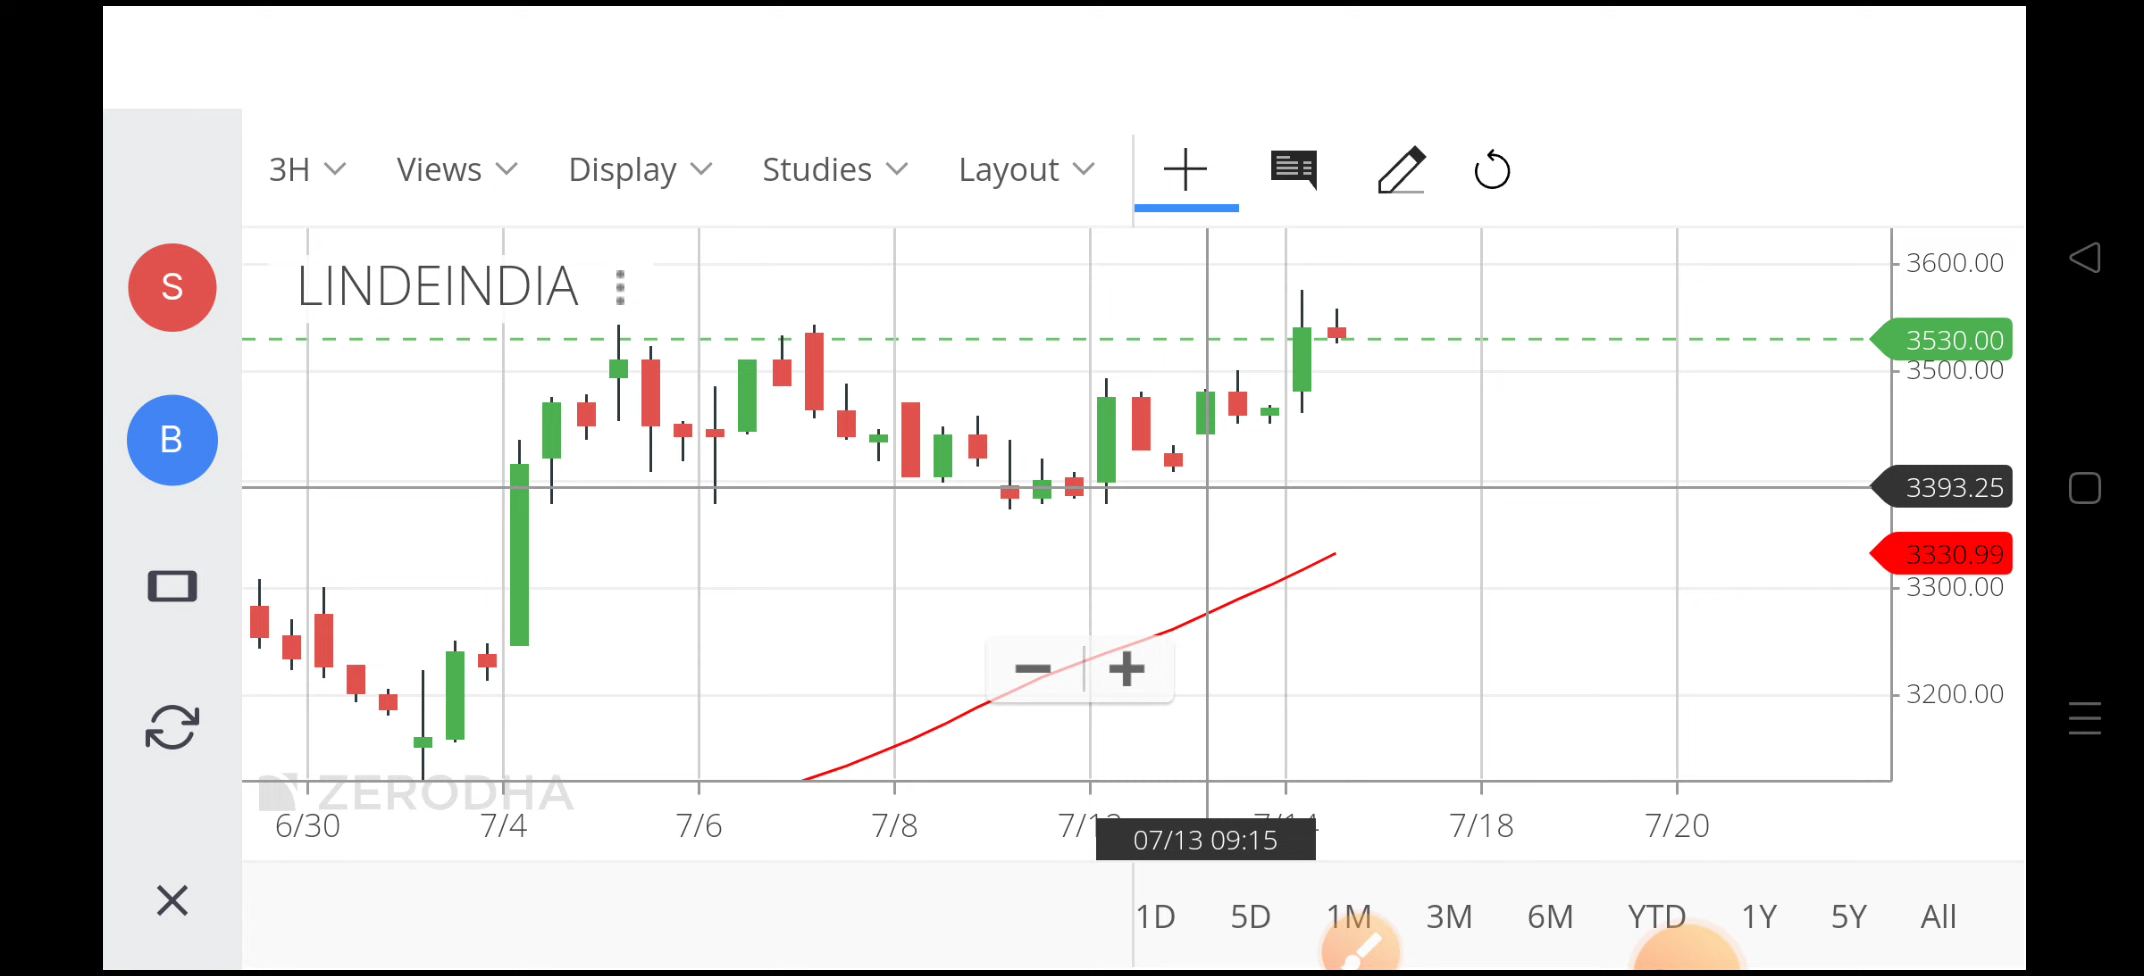 3H Views Display Studies Layout
S
LINDEINDIA
3600.00
3530.00
3500.00
B
3393.25
3330.99
3300.00
3200.00
ZERODHA
6/30 7/4 7/6 7/8 7/18 7/20
07/13 09:15
1D 5D 1M 3M 6M YTD 1Y 5Y All